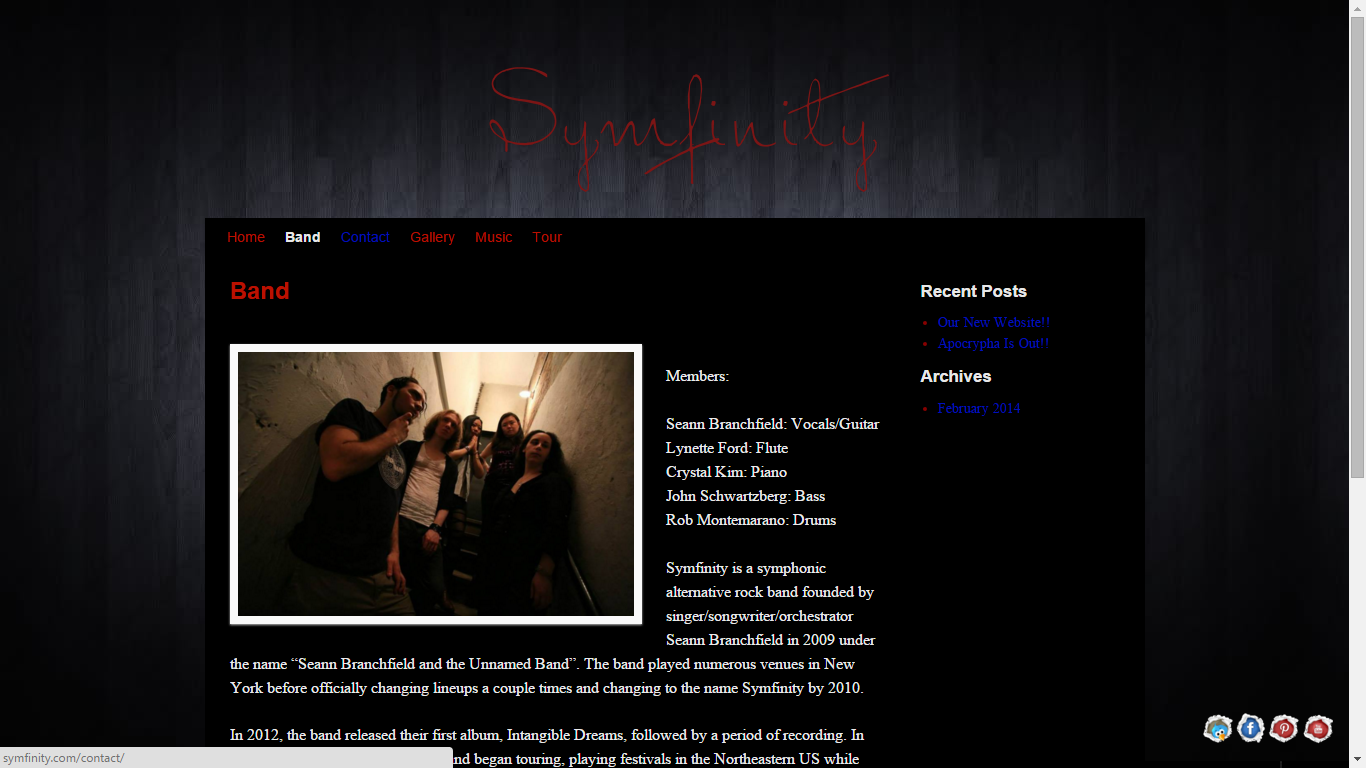 Symfinity
Home Band Contact Gallery Music Tour
Band
Members:
Seann Branchfield: Vocals/Guitar
Lynette Ford: Flute
Crystal Kim: Piano
John Schwartzberg: Bass
Rob Montemarano: Drums
Symfinity is a symphonic
alternative rock band founded by
singer/songwriter/orchestrator
Seann Branchfield in 2009 under
the name “Seann Branchfield and the Unnamed Band”. The band played numerous venues in New
York before officially changing lineups a couple times and changing to the name Symfinity by 2010.
In 2012, the band released their first album, Intangible Dreams, followed by a period of recording. In
nd began touring, playing festivals in the Northeastern US while
Recent Posts
Our New Website!!
Apocrypha Is Out!!
Archives
February 2014
symfinity.com/contact/